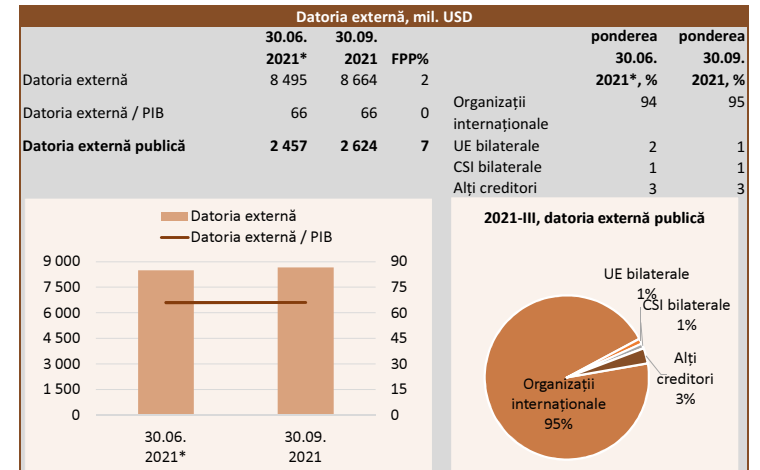 Datoria externă, mil. USD
30.06. 30.09.
2021* 2021 FPP%
Datoria externă 8 495 8 664 2
Datoria externă / PIB 66 66 0
Datoria externă publică 2 457 2 624 7
ponderea ponderea
30.06. 30.09.
2021*, % 2021, %
Organizații 94 95
internaționale
UE bilaterale 2 1
CSI bilaterale 1 1
Alți creditori 3 3
Datoria externă
Datoria externă / PIB
9 000 90
7 500 75
6 000 60
4 500 45
3 000 30
1 500 15
0 0
30.06. 30.09.
2021* 2021
2021-III, datoria externă publică
UE bilaterale
1%
CSI bilaterale
1%
Alți
creditori
3%
Organizații
internaționale
95%